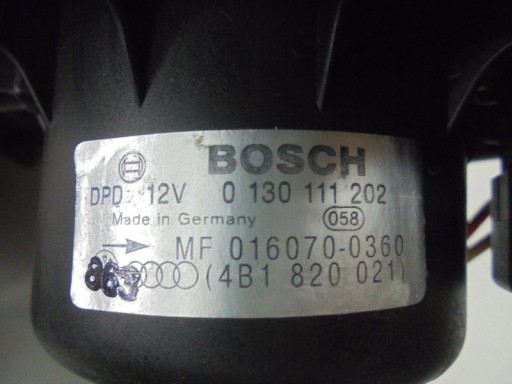 BOSCH
DPD 12V 0 130 111 202
Made in Germany 058
MF 016070-0360
(4B1 820 021)